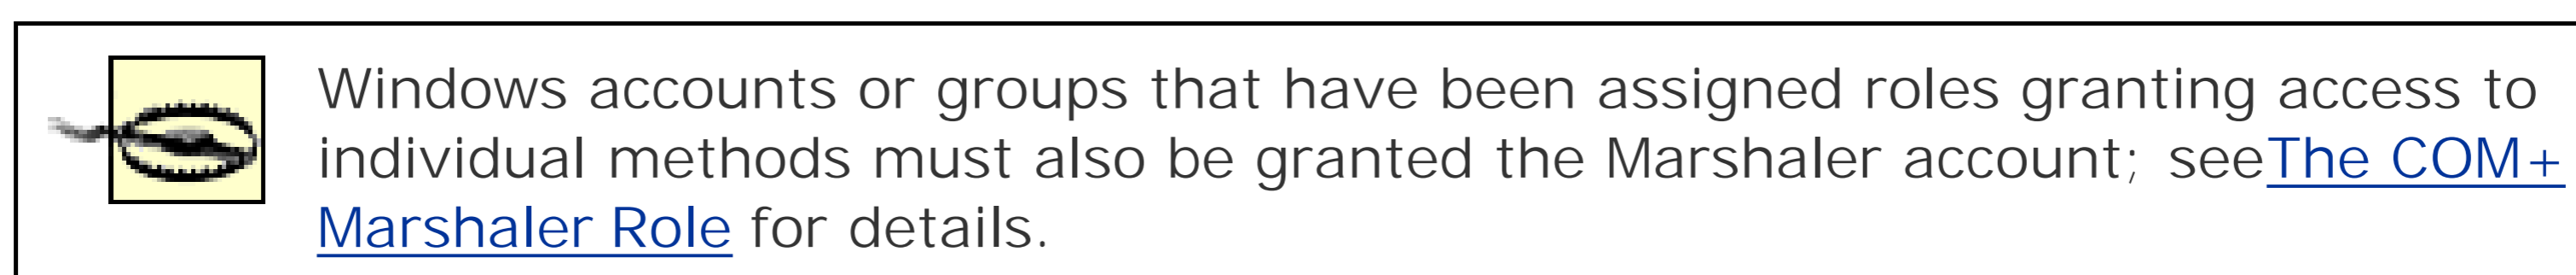 Windows accounts or groups that have been assigned roles granting access to
individual methods must also be granted the Marshaler account; seeThe COM+
Marshaler Role for details.